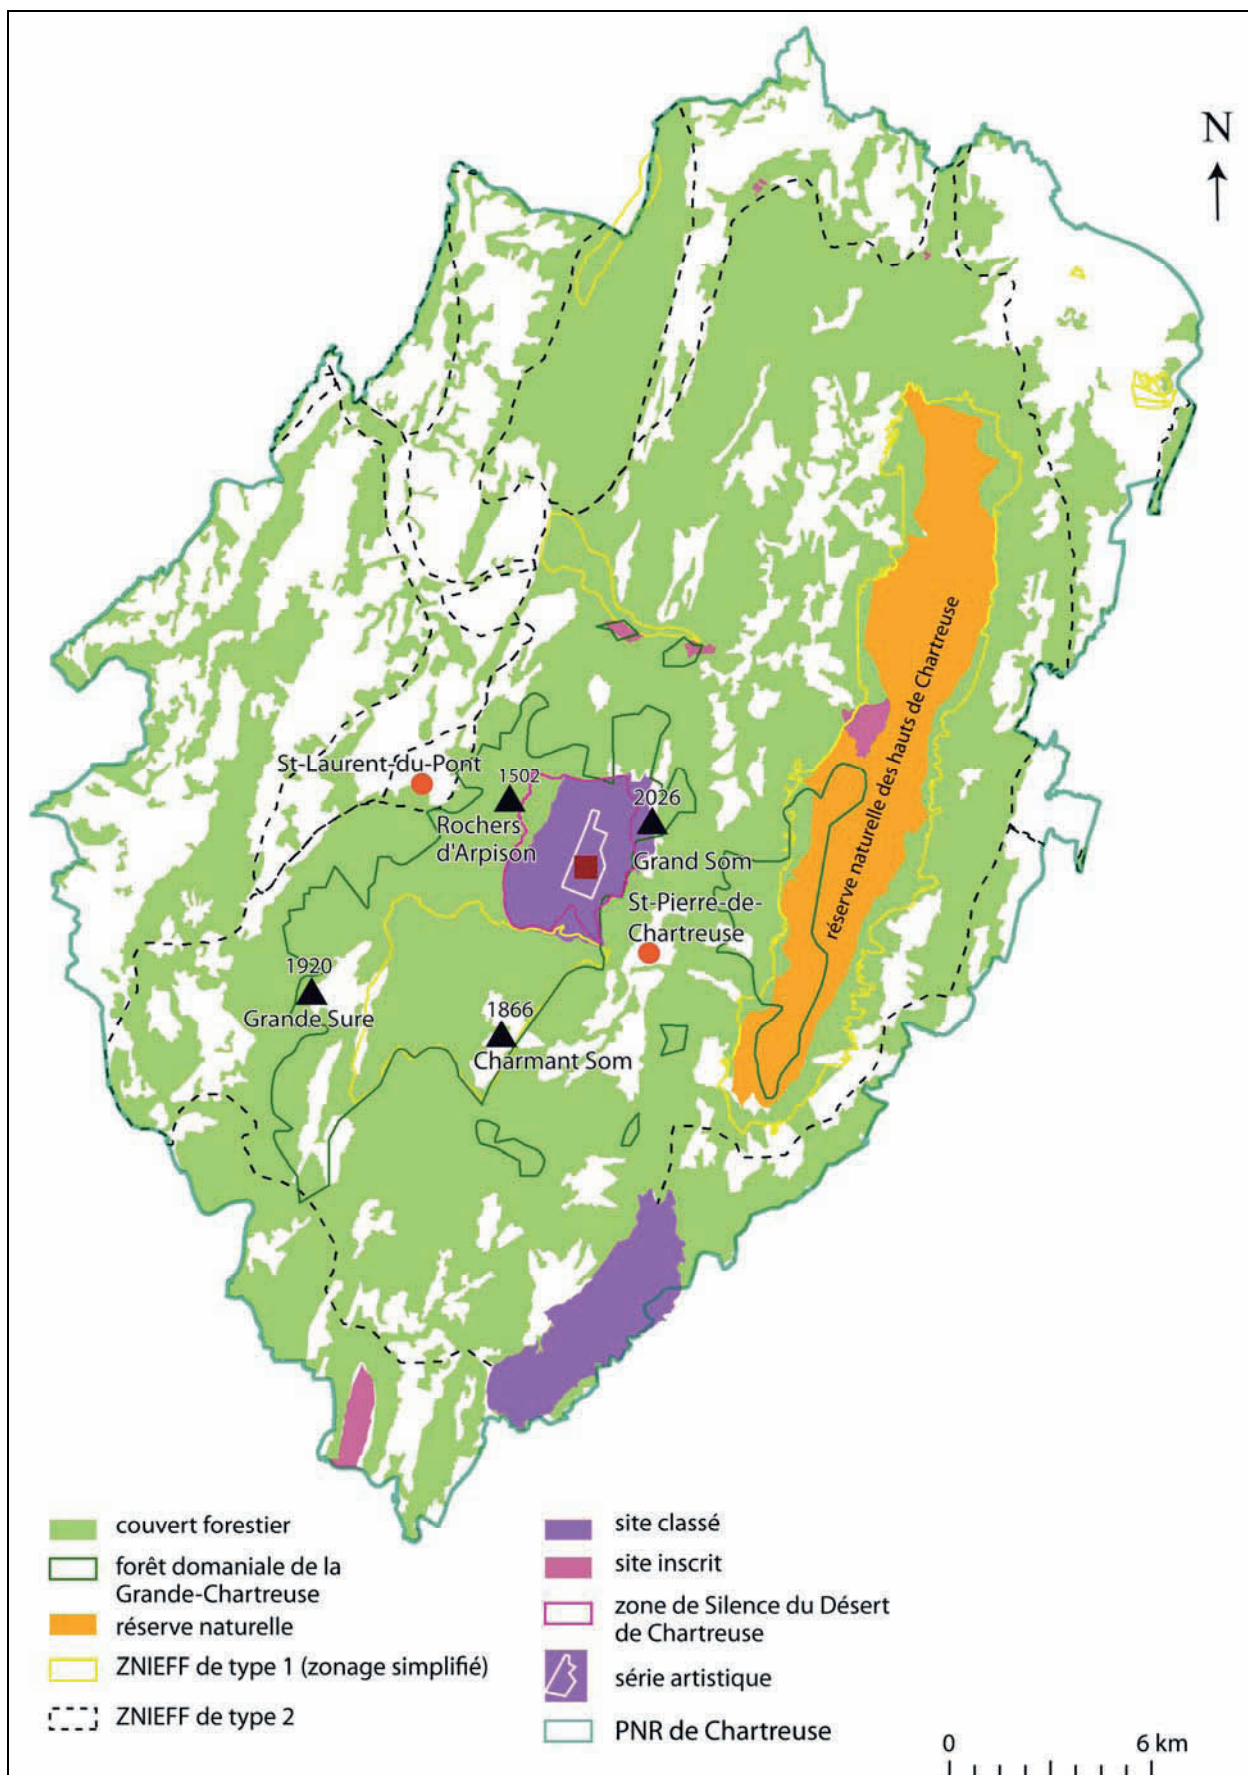 N
St-Laurent-du-Pont
1502
2026
Rochers
d'Arpison
Grand Som
St-Pierre-de-
Chartreuse
réserve naturelle des hauts de Chartreuse
1920
Grande Sure
1866
Charmant Som
couvert forestier
forêt domaniale de la
Grande-Chartreuse
réserve naturelle
ZNIEFF de type 1 (zonage simplifié)
ZNIEFF de type 2
site classé
site inscrit
zone de Silence du Désert
de Chartreuse
série artistique
PNR de Chartreuse
0 6 km